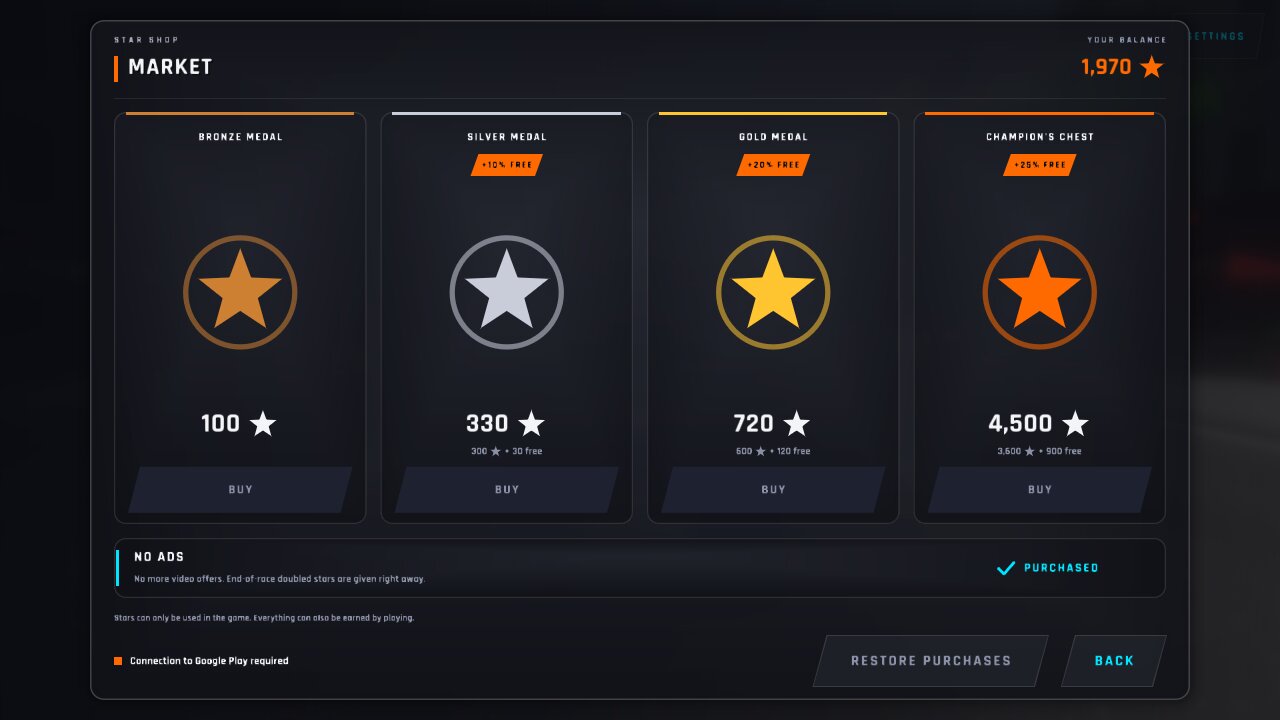 STAR SHOP
MARKET
YOUR BALANCE
1,970
SETTINGS
BRONZE MEDAL
100
BUY
SILVER MEDAL
+10% FREE
330
300 ★ + 30 free
BUY
GOLD MEDAL
+20% FREE
720
600 ★ + 120 free
BUY
CHAMPION'S CHEST
+25% FREE
4,500
3,600 ★ + 900 free
BUY
NO ADS
No more video offers. End-of-race doubled stars are given right away.
PURCHASED
Stars can only be used in the game. Everything can also be earned by playing.
Connection to Google Play required
RESTORE PURCHASES
BACK